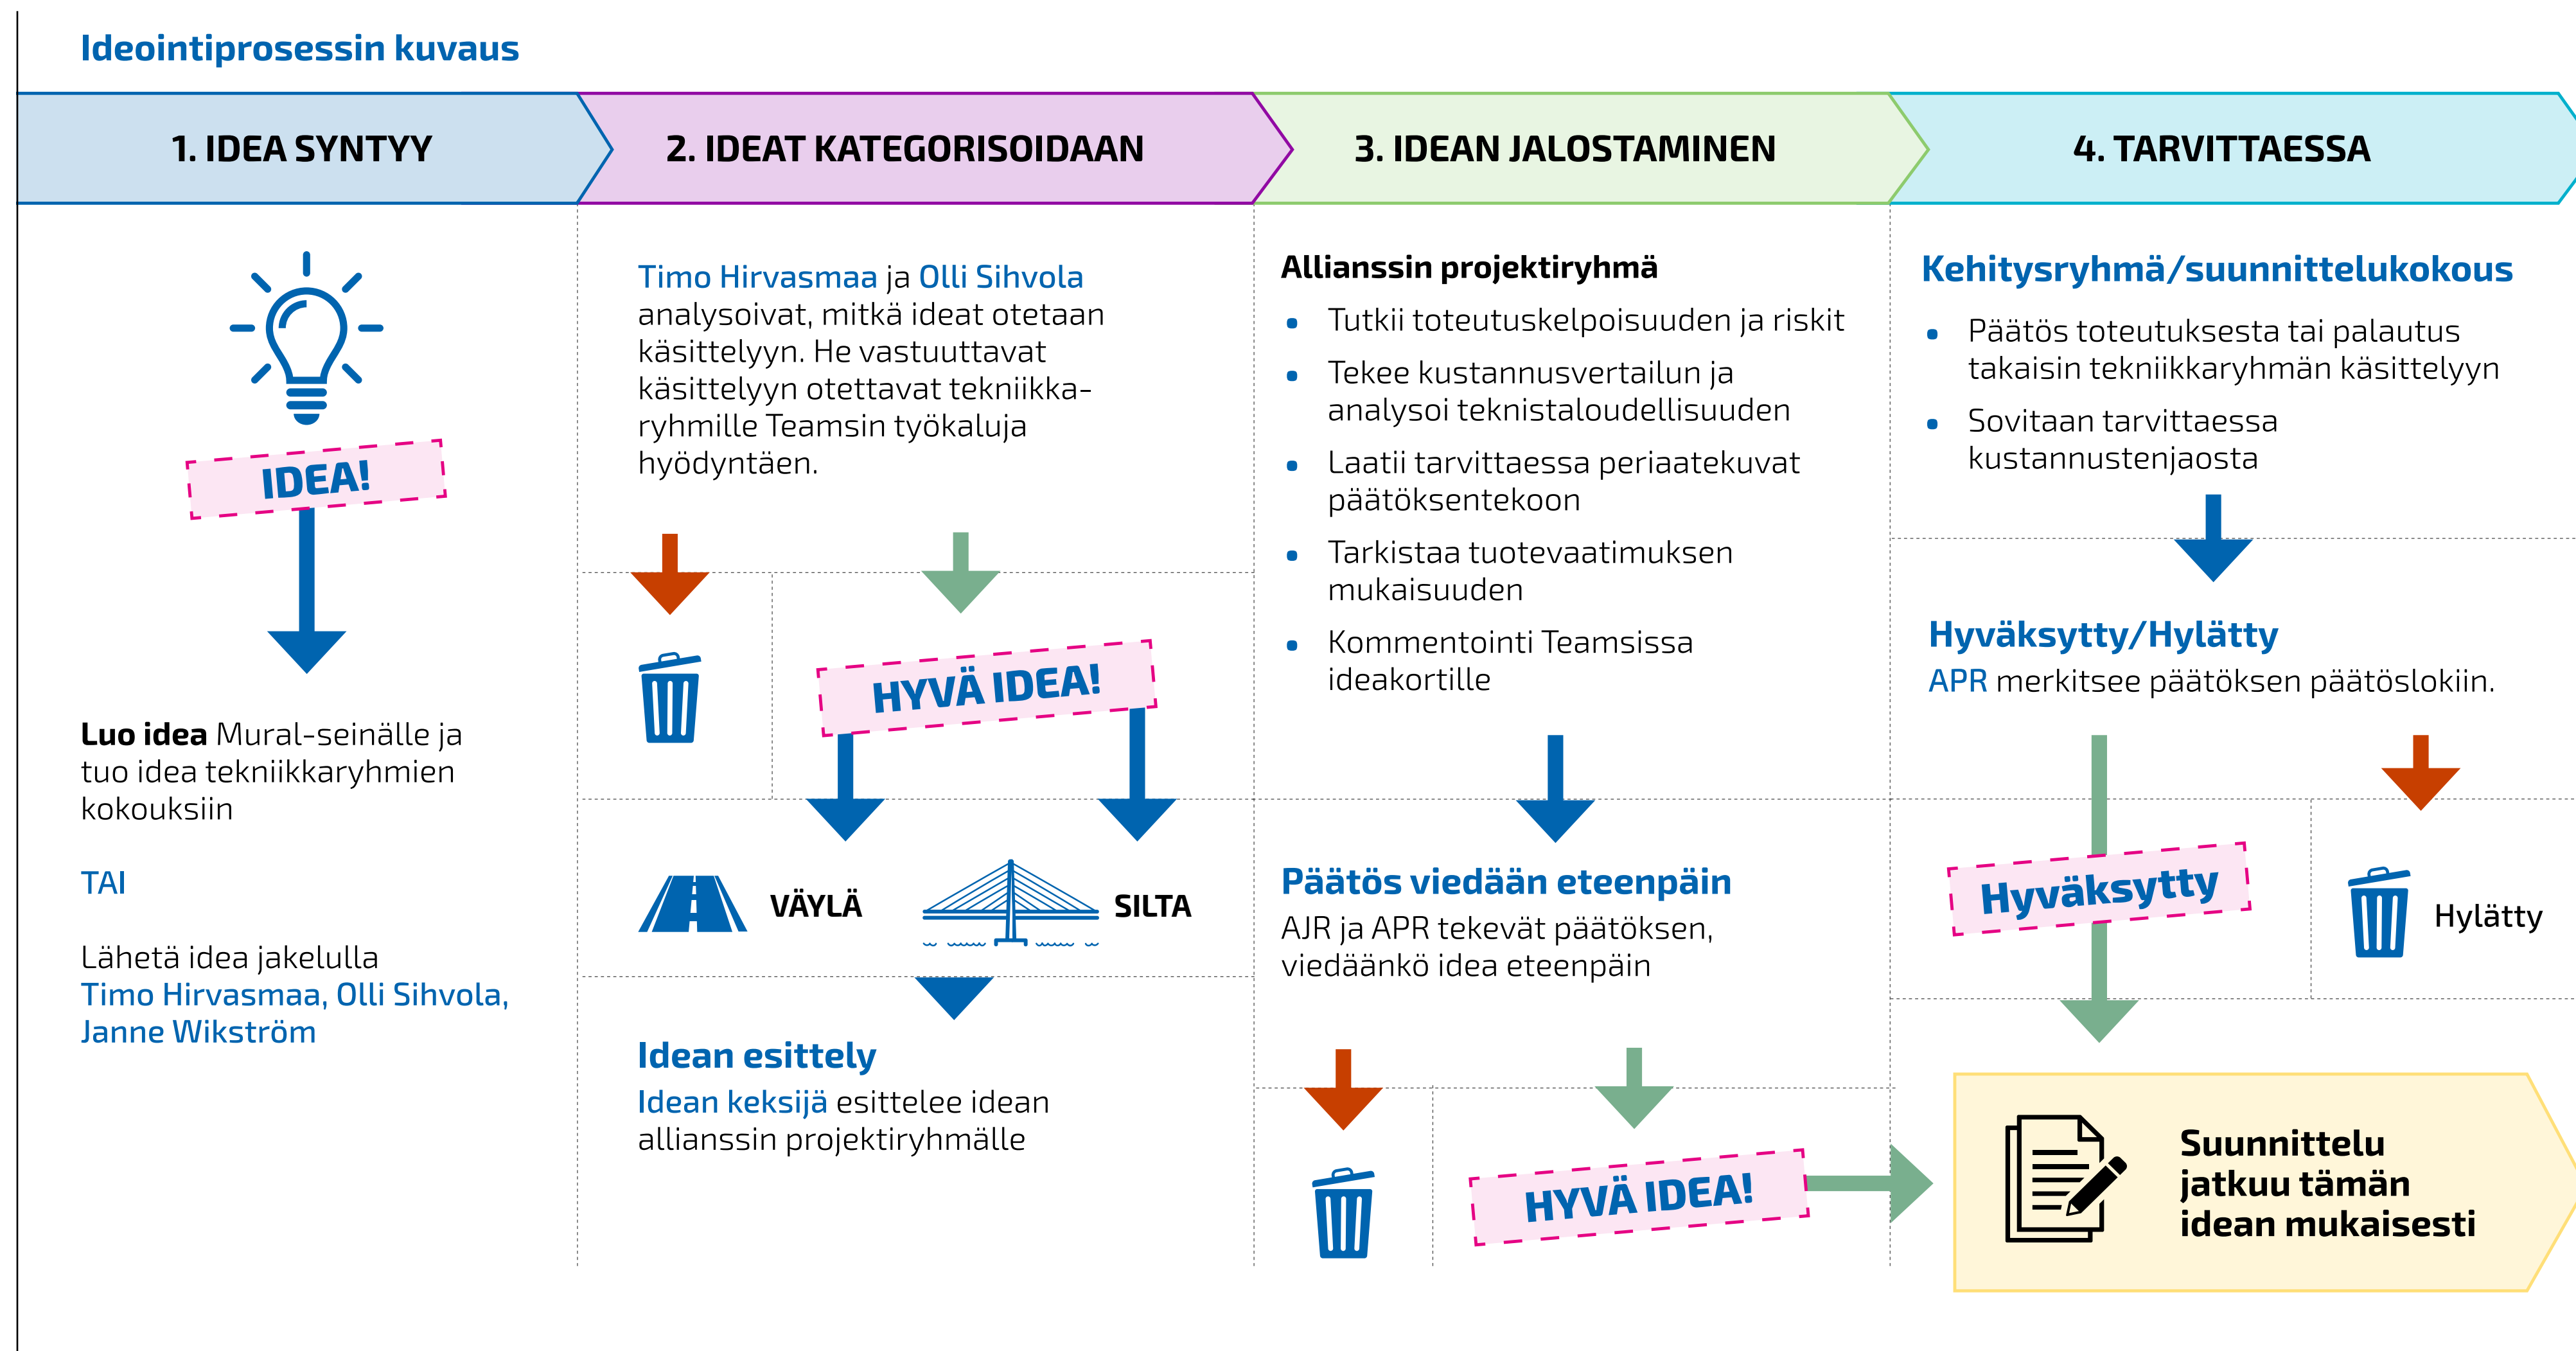 Ideointiprosessin kuvaus
1. IDEA SYNTYY
IDEA!
Luo idea Mural-seinälle ja
tuo idea tekniikkaryhmien
kokouksiin
TAI
Lähetä idea jakelulla
Timo Hirvasmaa, Olli Sihvola,
Janne Wikström
2. IDEAT KATEGORISOIDAAN
Timo Hirvasmaa ja Olli Sihvola
analysoivat, mitkä ideat otetaan
käsittelyyn. He vastuuttavat
käsittelyyn otettavat tekniikka-
ryhmille Teamsin työkaluja
hyödyntäen.
HYVÄ IDEA!
VÄYLÄ
SILTA
Idean esittely
Idean keksijä esittelee idean
allianssin projektiryhmälle
3. IDEAN JALOSTAMINEN
Allianssin projektiryhmä
• Tutkii toteutuskelpoisuuden ja riskit
• Tekee kustannusvertailun ja
analysoi teknistaloudellisuuden
• Laatii tarvittaessa periaatekuvat
päätöksentekoon
• Tarkistaa tuotevaatimuksen
mukaisuuden
• Kommentointi Teamsissa
ideakortille
Päätös viedään eteenpäin
AJR ja APR tekevät päätöksen,
viedäänkö idea eteenpäin
HYVÄ IDEA!
4. TARVITTAESSA
Kehitysryhmä/suunnittelukokous
• Päätös toteutuksesta tai palautus
takaisin tekniikkaryhmän käsittelyyn
• Sovitaan tarvittaessa
kustannustenjaosta
Hyväksytty/Hylätty
APR merkitsee päätöksen päätöslokiin.
Hyväksytty
Hylätty
Suunnittelu
jatkuu tämän
idean mukaisesti